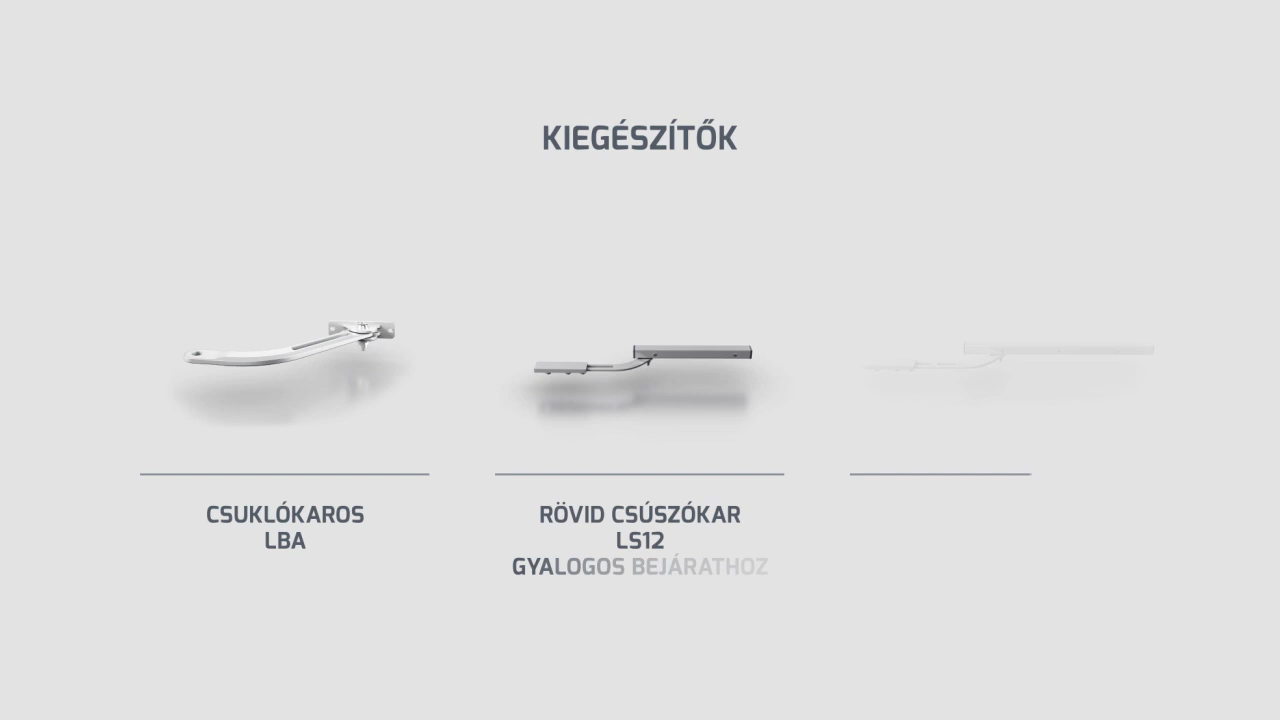 KIEGÉSZÍTŐK
CSUKLÓKAROS
LBA
RÖVID CSÚSZÓKAR
LS12
GYALOGOS BEJÁRATHOZ